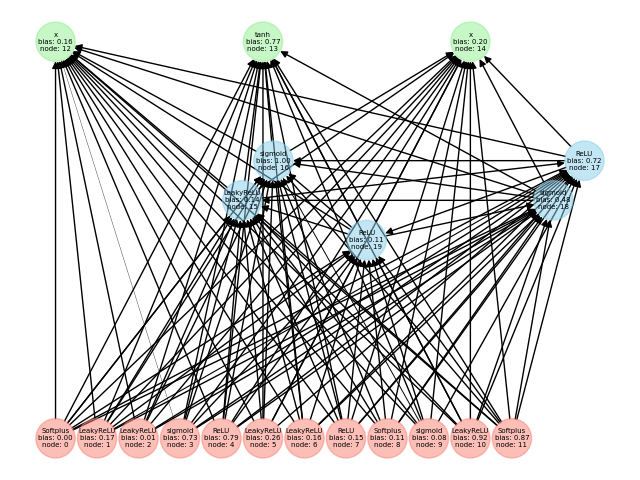 x
bias: 0.16
node: 12
tanh
bias: 0.77
node: 13
x
bias: 0.20
node: 14
sigmoid
bias: 1.00
node: 16
ReLU
bias: 0.72
node: 17
LeakyReLU
bias: 0.14
node: 15
sigmoid
bias: 0.48
node: 18
ReLU
bias: 0.11
node: 19
Softplus
bias: 0.00
node: 0
LeakyReLU
bias: 0.17
node: 1
LeakyReLU
bias: 0.01
node: 2
sigmoid
bias: 0.73
node: 3
ReLU
bias: 0.79
node: 4
LeakyReLU
bias: 0.26
node: 5
LeakyReLU
bias: 0.16
node: 6
ReLU
bias: 0.15
node: 7
Softplus
bias: 0.11
node: 8
sigmoid
bias: 0.08
node: 9
LeakyReLU
bias: 0.92
node: 10
Softplus
bias: 0.87
node: 11